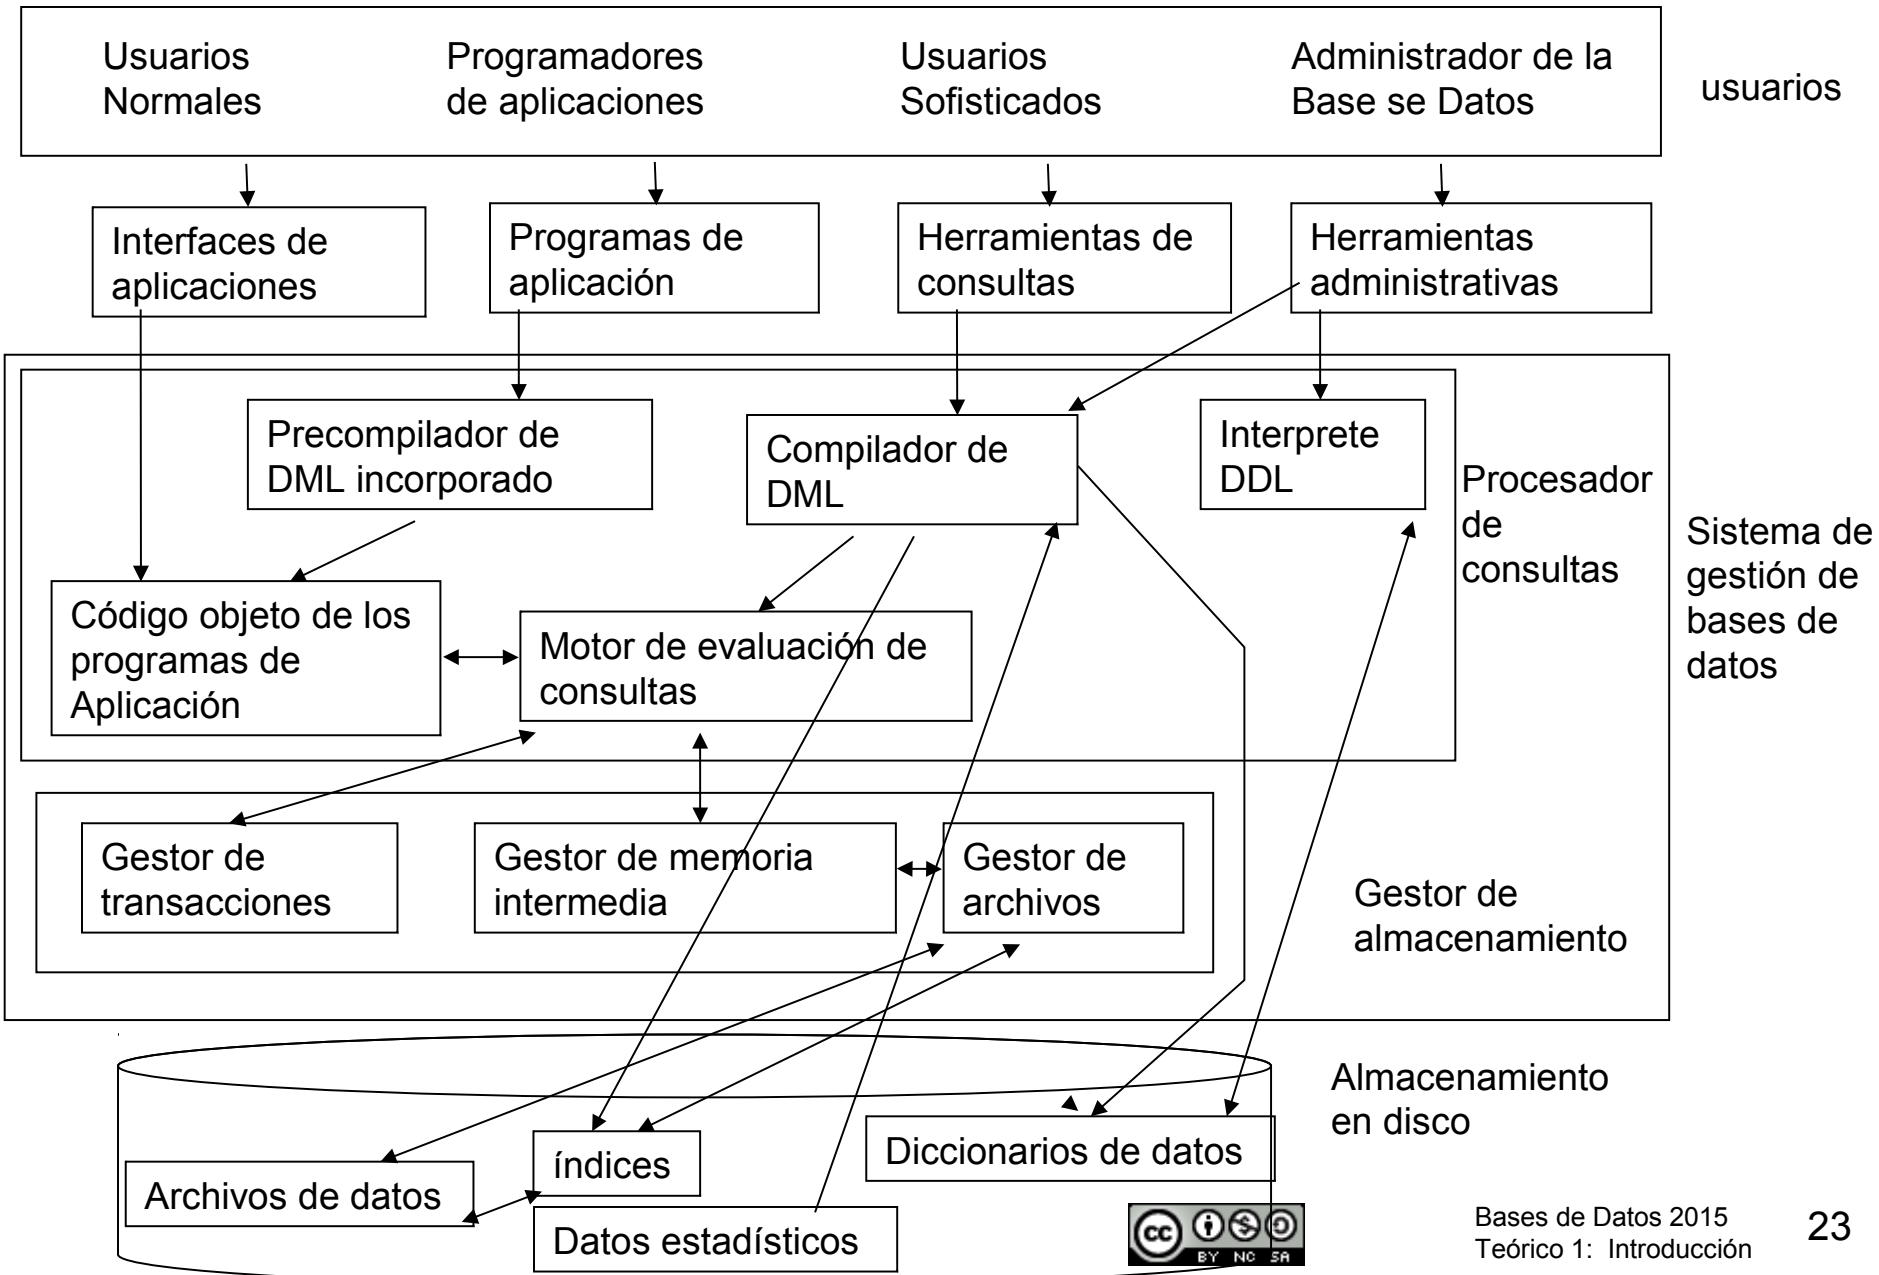 Usuarios
Normales
Programadores
de aplicaciones
Usuarios
Sofisticados
Administrador de la
Base se Datos
usuarios
Interfaces de
aplicaciones
Programas de
aplicación
Herramientas de
consultas
Herramientas
administrativas
Precompilador de
DML incorporado
Compilador de
DML
Interprete
DDL
Procesador
de
consultas
Sistema de
gestión de
bases de
datos
Código objeto de los
programas de
Aplicación
Motor de evaluación de
consultas
Gestor de
transacciones
Gestor de memoria
intermedia
Gestor de
archivos
Gestor de
almacenamiento
Almacenamiento
en disco
Archivos de datos
índices
Diccionarios de datos
Datos estadísticos
cc
BY NC SA
Bases de Datos 2015
Teórico 1: Introducción
23